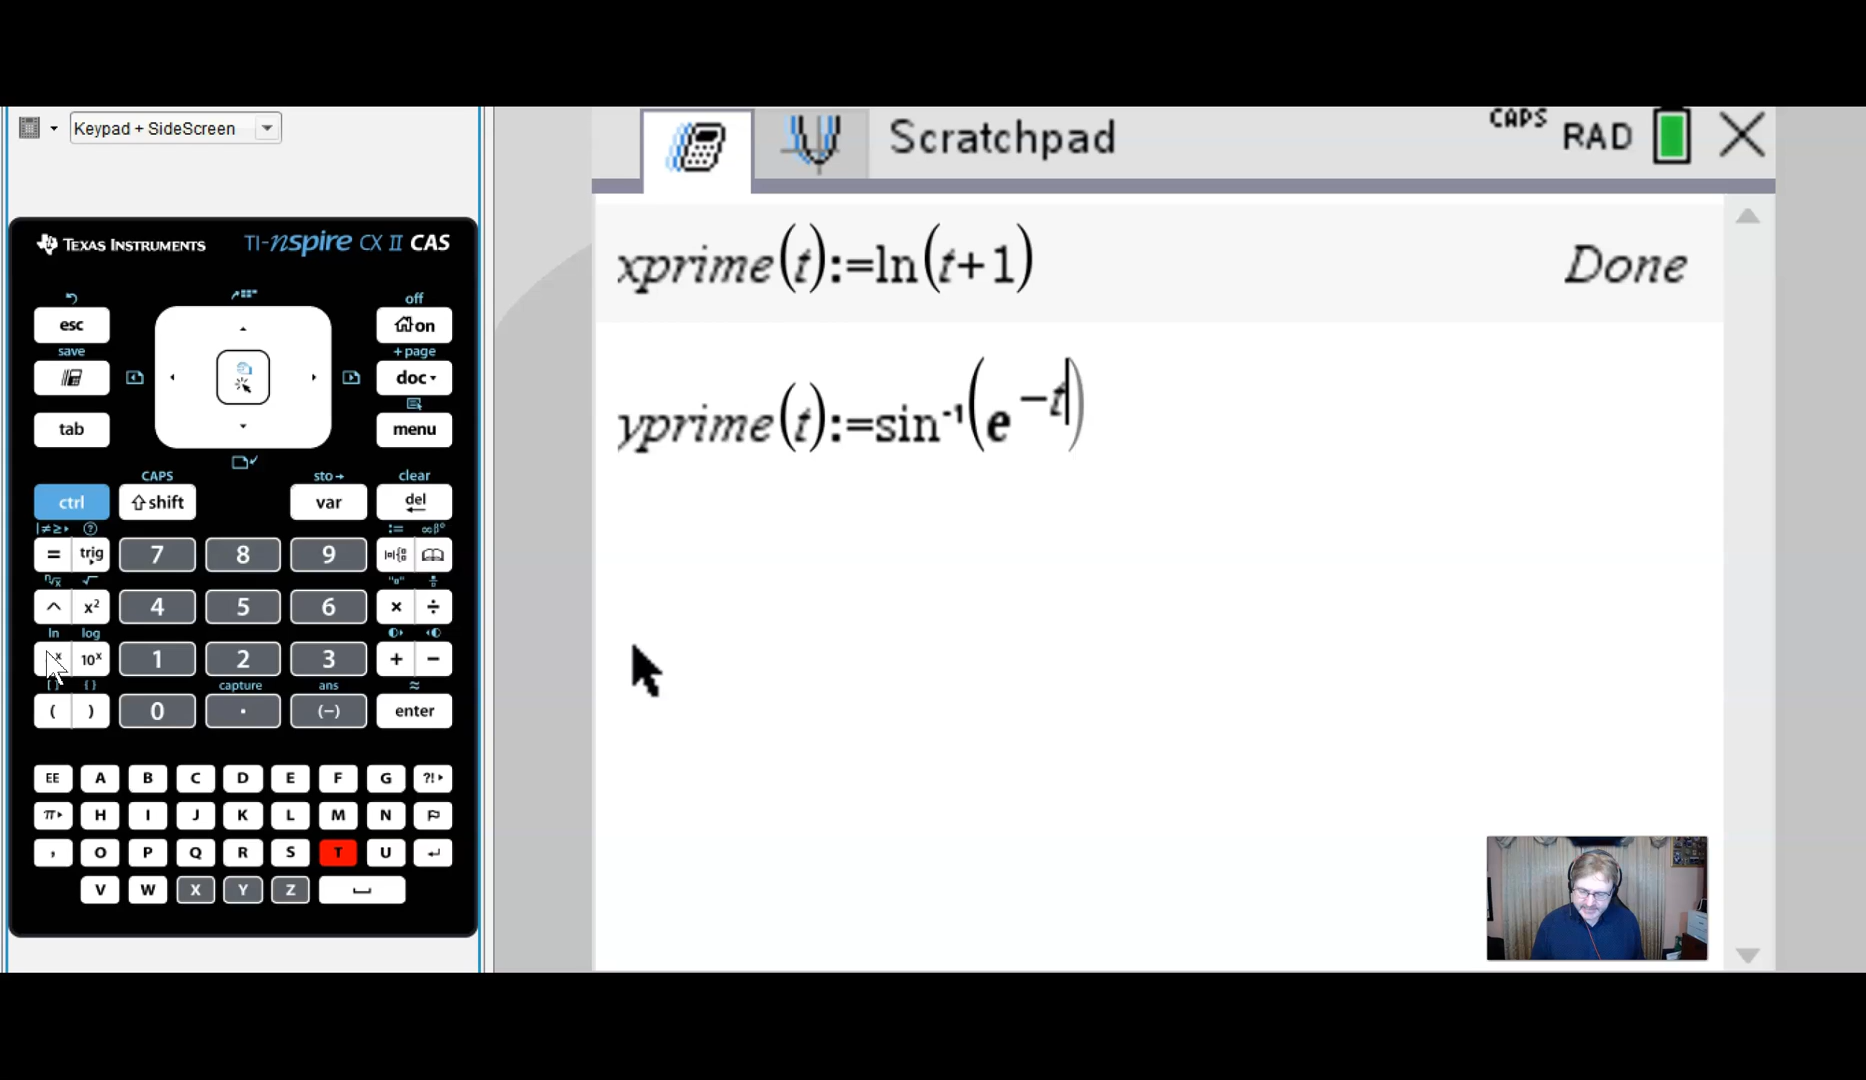 Keypad + SideScreen
Scratchpad
CAPS
RAD
TEXAS INSTRUMENTS
TI-nspire CX II CAS
xprime(t):=ln(t+1)
Done
yprime(t):=sin⁻¹(e^−t)
off
esc
on
save
+ page
doc
tab
menu
CAPS
sto→
clear
ctrl
shift
var
del
|≠≥▸ ? := ∞β°
= trig 7 8 9
ⁿ√x √ "□"
^ x² 4 5 6 × ÷
ln log
x 10ˣ 1 2 3 + −
[ ] { } capture ans ≈
( ) 0 . (−) enter
EE A B C D E F G ?!▸
π▸ H I J K L M N
, O P Q R S T U ↵
V W X Y Z